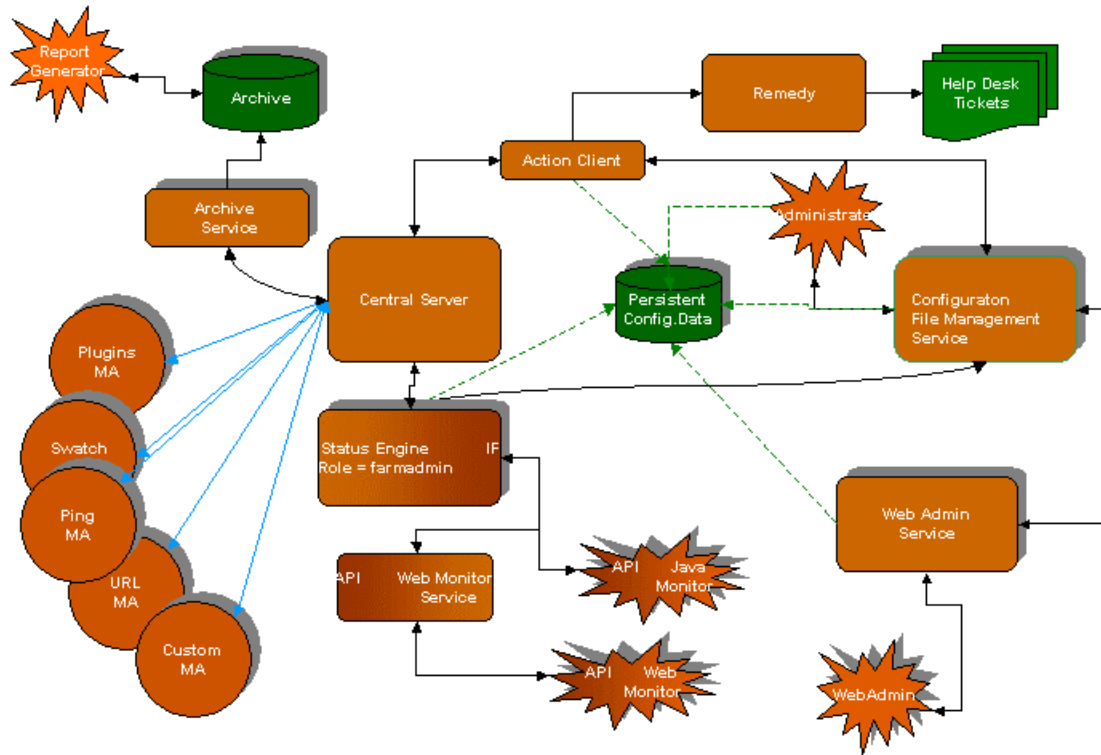 Report
Generator
Archive
Remedy
Help Desk
Tickets
Action Client
Archive
Service
Administrate
Central Server
Persistent
Config.Data
Configuraton
File Management
Service
Plugins
MA
Swatch
Ping
MA
URL
MA
Custom
MA
Status Engine IF
Role = farmadmin
API Web Monitor
Service
API Java
Monitor
API Web
Monitor
Web Admin
Service
WebAdmin